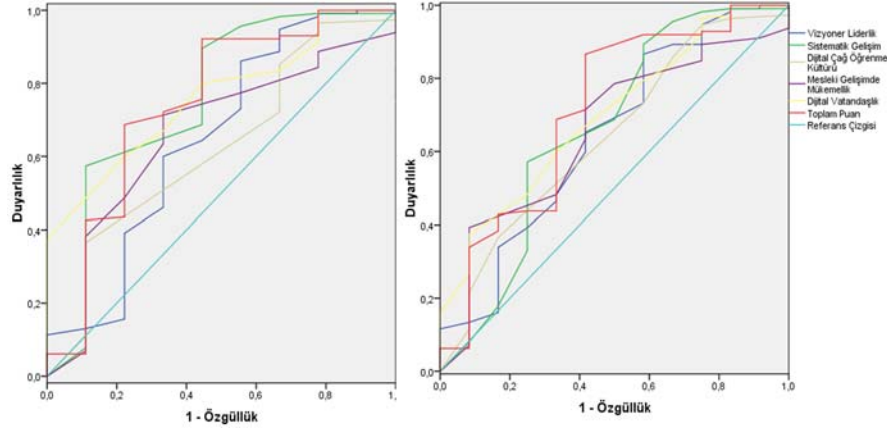 1,0
0,8
0,6
0,4
0,2
0,0
Duyarlılık
0,0
0,2
0,4
0,6
0,8
1,
1 - Özgüllük
1,0
0,8
0,6
0,4
0,2
0,0
Duyarlılık
0,0
0,2
0,4
0,6
0,8
1,0
1 - Özgüllük
Vizyoner Liderlik
Sistematik Gelişim
Dijital Çağ Öğrenme
Kültürü
Mesleki Gelişimde
Mükemellik
Dijital Vatandaşlık
Toplam Puan
Referans Çizgisi